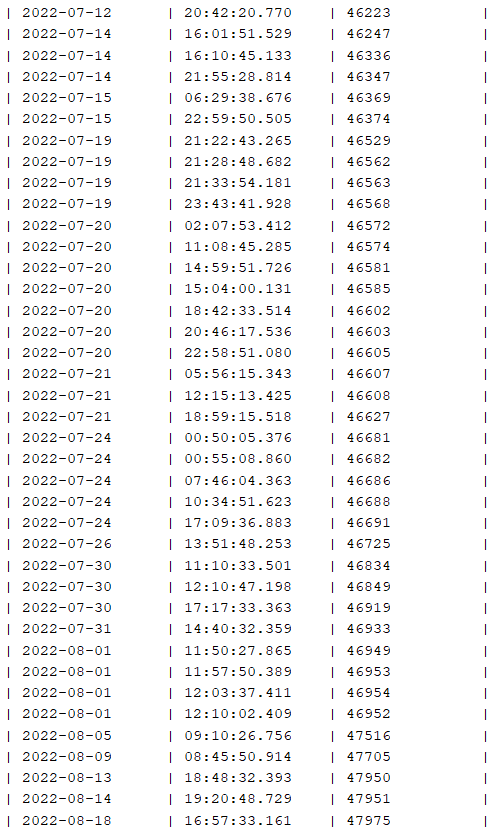 | 2022-07-12 | 20:42:20.770 | 46223 |
| 2022-07-14 | 16:01:51.529 | 46247 |
| 2022-07-14 | 16:10:45.133 | 46336 |
| 2022-07-14 | 21:55:28.814 | 46347 |
| 2022-07-15 | 06:29:38.676 | 46369 |
| 2022-07-15 | 22:59:50.505 | 46374 |
| 2022-07-19 | 21:22:43.265 | 46529 |
| 2022-07-19 | 21:28:48.682 | 46562 |
| 2022-07-19 | 21:33:54.181 | 46563 |
| 2022-07-19 | 23:43:41.928 | 46568 |
| 2022-07-20 | 02:07:53.412 | 46572 |
| 2022-07-20 | 11:08:45.285 | 46574 |
| 2022-07-20 | 14:59:51.726 | 46581 |
| 2022-07-20 | 15:04:00.131 | 46585 |
| 2022-07-20 | 18:42:33.514 | 46602 |
| 2022-07-20 | 20:46:17.536 | 46603 |
| 2022-07-20 | 22:58:51.080 | 46605 |
| 2022-07-21 | 05:56:15.343 | 46607 |
| 2022-07-21 | 12:15:13.425 | 46608 |
| 2022-07-21 | 18:59:15.518 | 46627 |
| 2022-07-24 | 00:50:05.376 | 46681 |
| 2022-07-24 | 00:55:08.860 | 46682 |
| 2022-07-24 | 07:46:04.363 | 46686 |
| 2022-07-24 | 10:34:51.623 | 46688 |
| 2022-07-24 | 17:09:36.883 | 46691 |
| 2022-07-26 | 13:51:48.253 | 46725 |
| 2022-07-30 | 11:10:33.501 | 46834 |
| 2022-07-30 | 12:10:47.198 | 46849 |
| 2022-07-30 | 17:17:33.363 | 46919 |
| 2022-07-31 | 14:40:32.359 | 46933 |
| 2022-08-01 | 11:50:27.865 | 46949 |
| 2022-08-01 | 11:57:50.389 | 46953 |
| 2022-08-01 | 12:03:37.411 | 46954 |
| 2022-08-01 | 12:10:02.409 | 46952 |
| 2022-08-05 | 09:10:26.756 | 47516 |
| 2022-08-09 | 08:45:50.914 | 47705 |
| 2022-08-13 | 18:48:32.393 | 47950 |
| 2022-08-14 | 19:20:48.729 | 47951 |
| 2022-08-18 | 16:57:33.161 | 47975 |